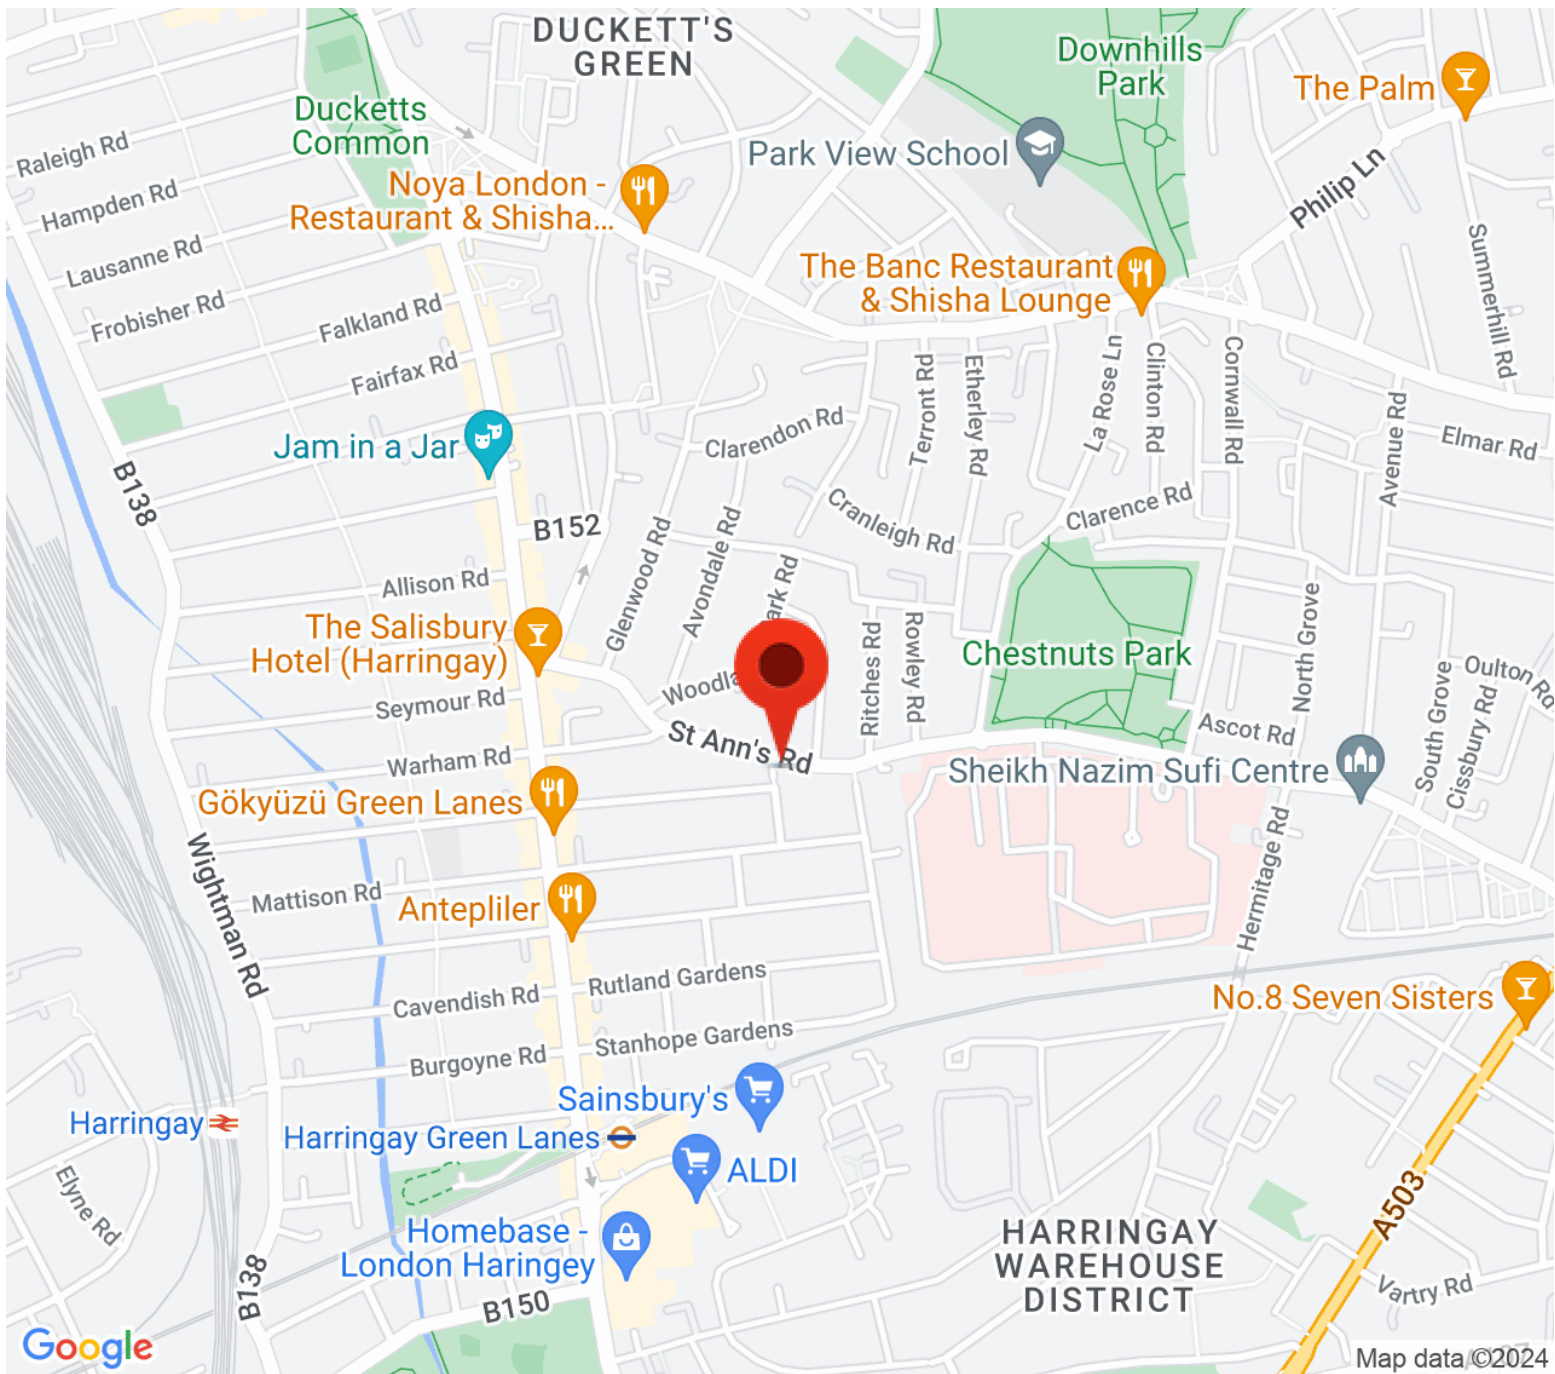 DUCKETT'S
GREEN
Downhills
Park
The Palm
Ducketts
Common
Raleigh Rd
Park View School
Philip Ln
Hampden Rd
Noya London -
Restaurant & Shisha...
Lausanne Rd
Summerhill Rd
The Banc Restaurant
& Shisha Lounge
Frobisher Rd
Falkland Rd
Fairfax Rd
Terront Rd
Etherley Rd
La Rose Ln
Clinton Rd
Cornwall Rd
Avenue Rd
Elmar Rd
Clarendon Rd
Jam in a Jar
B138
B152
Cranleigh Rd
Clarence Rd
Glenwood Rd
Avondale Rd
ark Rd
Allison Rd
The Salisbury
Hotel (Harringay)
Ritches Rd
Rowley Rd
Chestnuts Park
North Grove
South Grove
Oulton Rd
Cissbury Rd
Woodla
Seymour Rd
St Ann's Rd
Ascot Rd
Warham Rd
Sheikh Nazim Sufi Centre
Gökyüzü Green Lanes
Wightman Rd
Hermitage Rd
Mattison Rd
Antepliler
Rutland Gardens
Cavendish Rd
No.8 Seven Sisters
Stanhope Gardens
Burgoyne Rd
Sainsbury's
Harringay
Harringay Green Lanes
ALDI
Elyne Rd
A503
Homebase -
London Haringey
HARRINGAY
WAREHOUSE
DISTRICT
B138
B150
Vartry Rd
Google
Map data ©2024